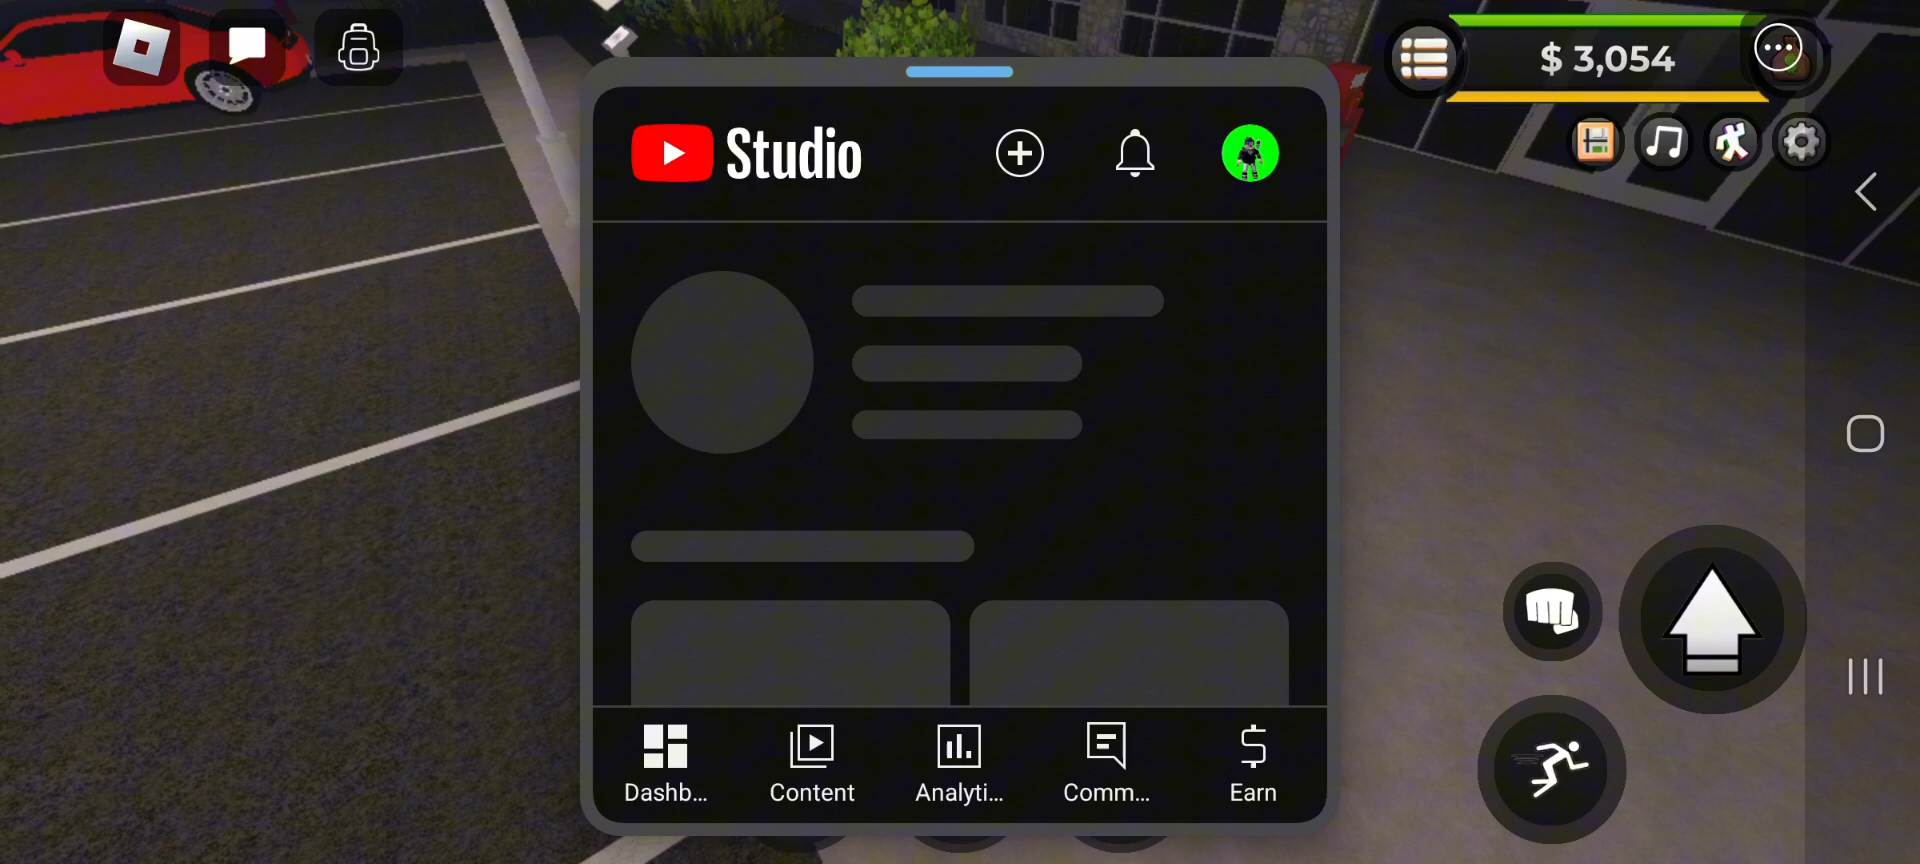 $ 3,054
Studio
Dashb...
Content
Analyti...
Comm...
Earn